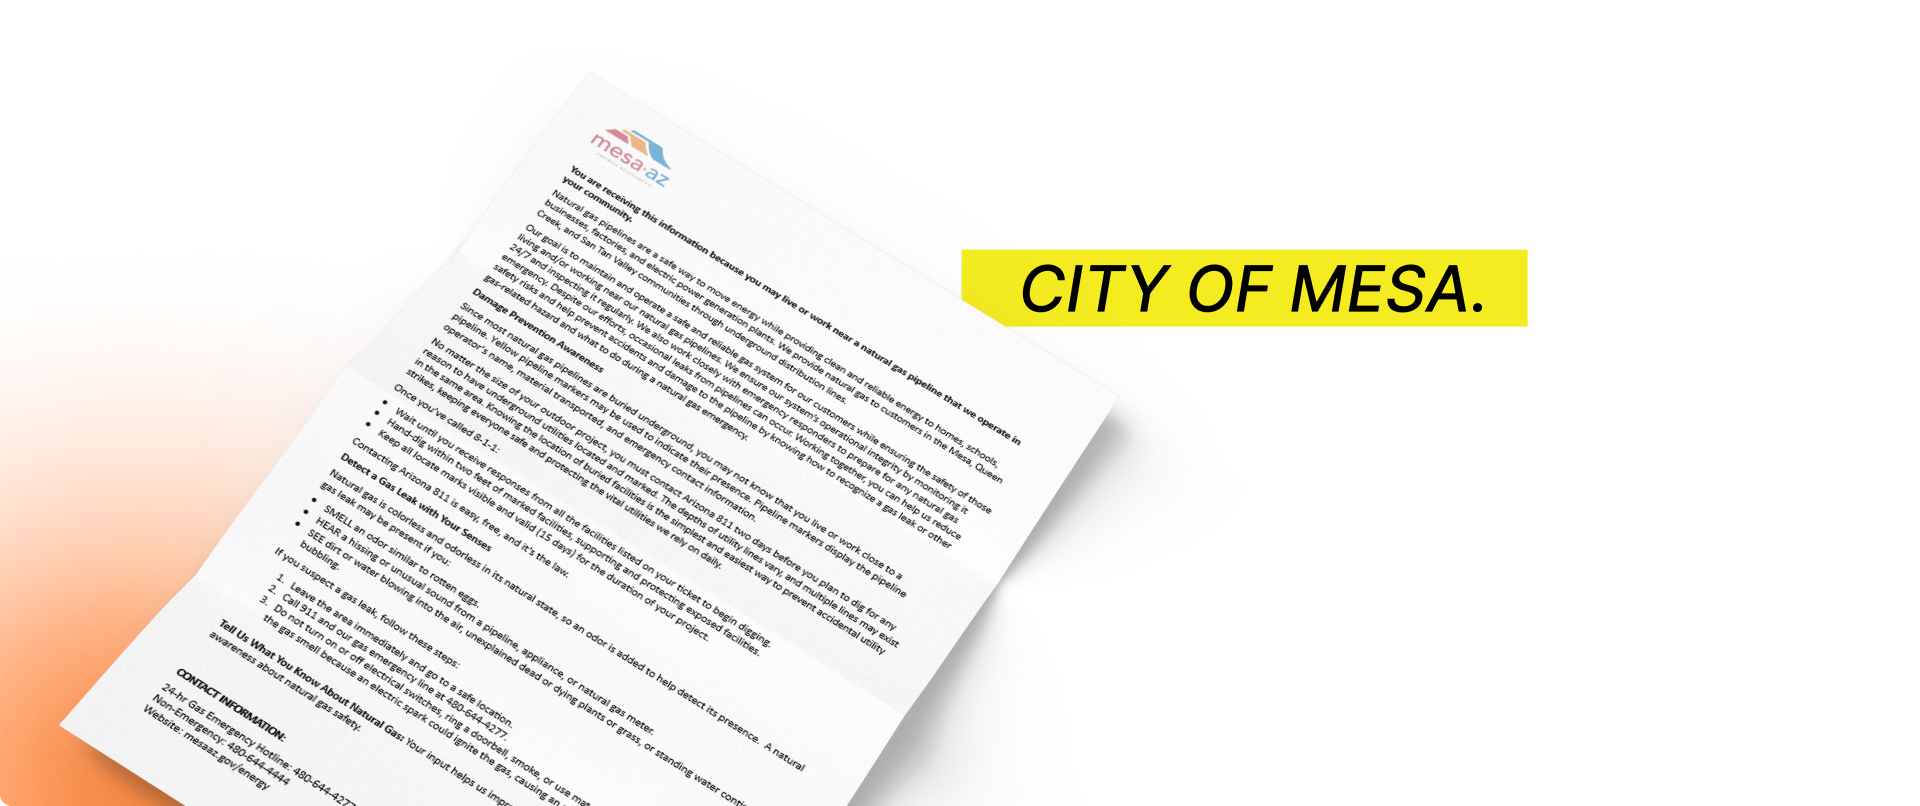 mesa·az
You are receiving this information because you may live or work near a natural gas pipeline that we operate in
your community.
Natural gas pipelines are a safe way to move energy while providing clean and reliable energy to homes, schools,
businesses, factories, and electric power generation plants. We provide natural gas to customers in the Mesa, Queen
Creek, and San Tan Valley communities through underground distribution lines.
Our goal is to maintain and operate a safe and reliable gas system for our customers while ensuring the safety of those
living and/or working near our natural gas pipelines. We ensure our system's operational integrity by monitoring it
24/7 and inspecting it regularly. We also work closely with emergency responders to prepare for any natural gas
emergency. Despite our efforts, occasional leaks from pipelines can occur. Working together, you can help us reduce
safety risks and help prevent accidents and damage to the pipeline by knowing how to recognize a gas leak or other
gas-related hazard and what to do during a natural gas emergency.
Damage Prevention Awareness
Since most natural gas pipelines are buried underground, you may not know that you live or work close to a
pipeline. Yellow pipeline markers may be used to indicate their presence. Pipeline markers display the pipeline
operator's name, material transported, and emergency contact information.
No matter the size of your outdoor project, you must contact Arizona 811 two days before you plan to dig for any
reason to have underground utilities located and marked. The depths of utility lines vary, and multiple lines may exist
in the same area. Knowing the location of buried facilities is the simplest and easiest way to prevent accidental utility
strikes, keeping everyone safe and protecting the vital utilities we rely on daily.
Once you've called 8-1-1:
• Wait until you receive responses from all the facilities listed on your ticket to begin digging.
• Hand-dig within two feet of marked facilities, supporting and protecting exposed facilities.
• Keep all locate marks visible and valid (15 days) for the duration of your project.
Contacting Arizona 811 is easy, free, and it's the law.
Detect a Gas Leak with Your Senses
Natural gas is colorless and odorless in its natural state, so an odor is added to help detect its presence. A natural
gas leak may be present if you:
• SMELL an odor similar to rotten eggs.
• HEAR a hissing or unusual sound from a pipeline, appliance, or natural gas meter.
• SEE dirt or water blowing into the air, unexplained dead or dying plants or grass, or standing water conti
bubbling.
If you suspect a gas leak, follow these steps:
1. Leave the area immediately and go to a safe location.
2. Call 911 and our gas emergency line at 480-644-4277.
3. Do not turn on or off electrical switches, ring a doorbell, smoke, or use mat
the gas smell because an electric spark could ignite the gas, causing an
Tell Us What You Know About Natural Gas: Your input helps us impr
awareness about natural gas safety.
CONTACT INFORMATION:
24-hr Gas Emergency Hotline: 480-644-4277
Non-Emergency: 480-644-4444
Website: mesaaz.gov/energy
CITY OF MESA.